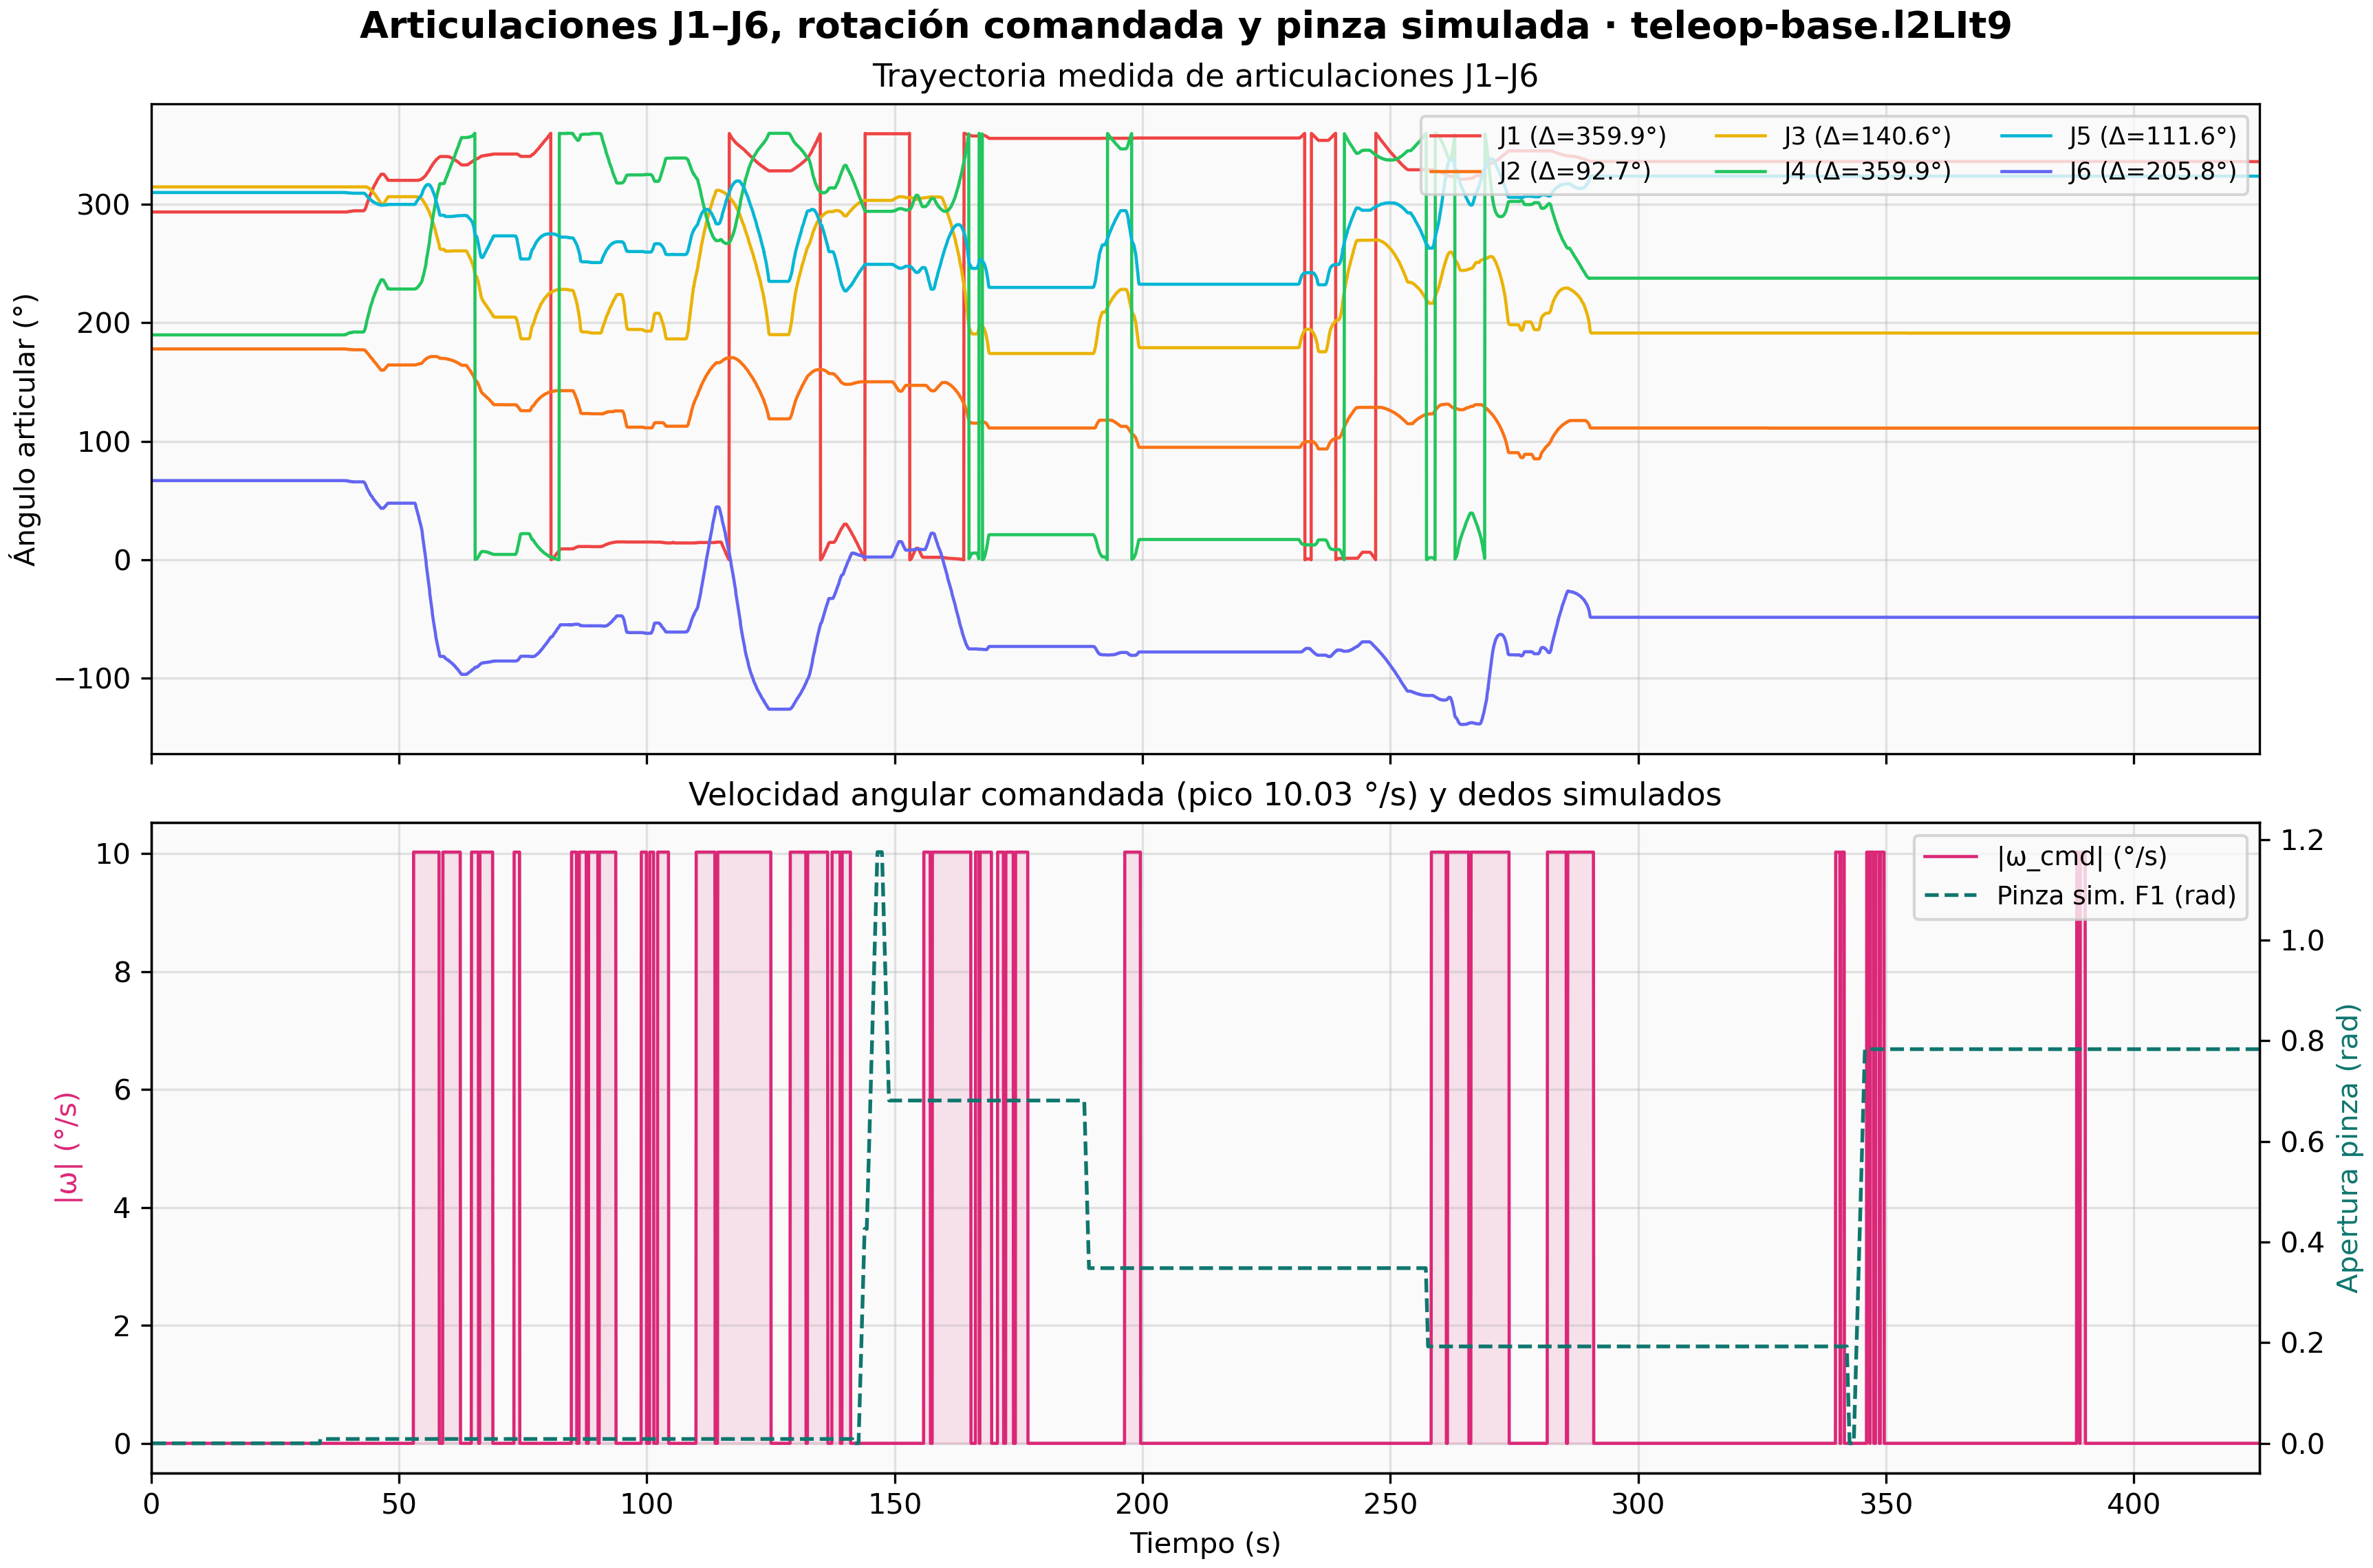 Articulaciones J1–J6, rotación comandada y pinza simulada · teleop-base.l2LIt9
Trayectoria medida de articulaciones J1–J6
Ángulo articular (°)
300
200
100
0
−100
J1 (Δ=359.9°)
J2 (Δ=92.7°)
J3 (Δ=140.6°)
J4 (Δ=359.9°)
J5 (Δ=111.6°)
J6 (Δ=205.8°)
Velocidad angular comandada (pico 10.03 °/s) y dedos simulados
|ω| (°/s)
10
8
6
4
2
0
|ω_cmd| (°/s)
Pinza sim. F1 (rad)
1.2
1.0
0.8
0.6
0.4
0.2
0.0
Apertura pinza (rad)
0
50
100
150
200
250
300
350
400
Tiempo (s)